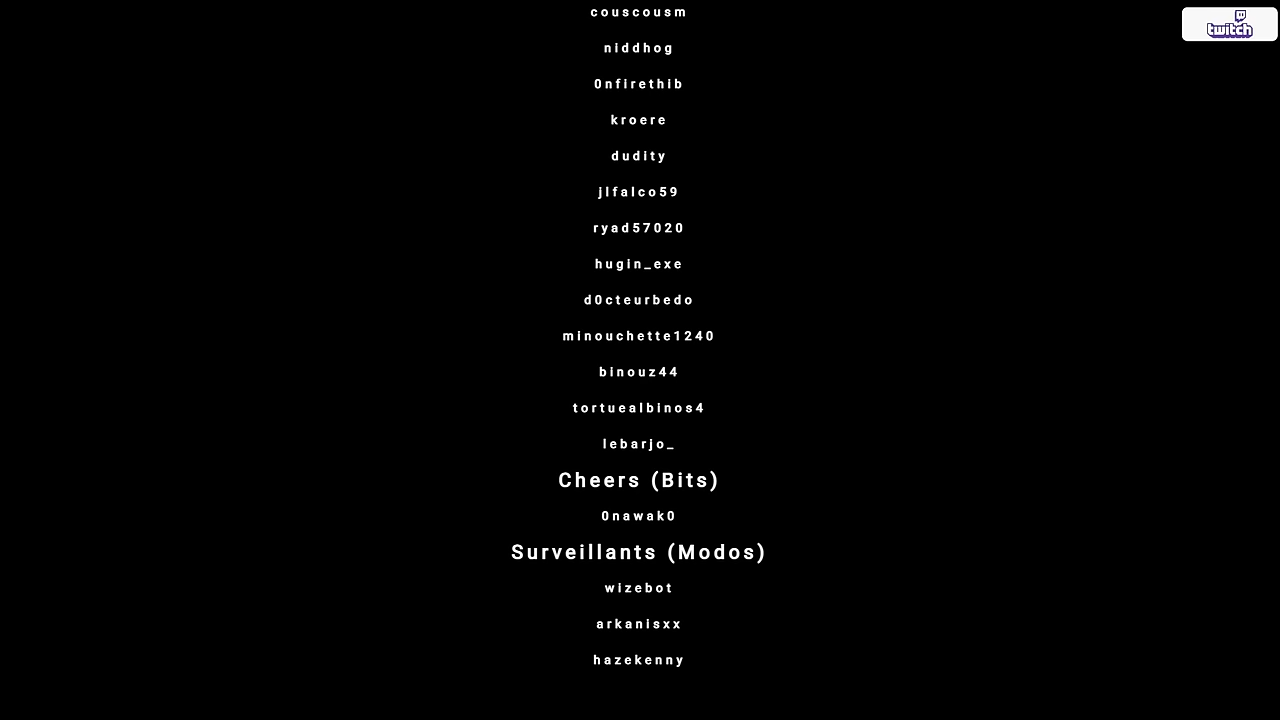 couscousm
twitch
niddhog
0nfirethib
kroere
dudity
jlfalco59
ryad57020
hugin_exe
d0cteurbedo
minouchette1240
binouz44
tortuealbinos4
lebarjo_
Cheers (Bits)
0nawak0
Surveillants (Modos)
wizebot
arkanisxx
hazekenny